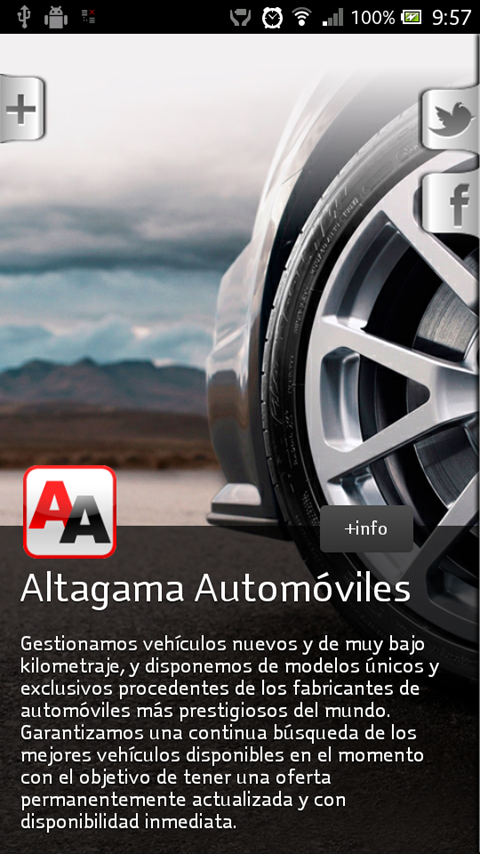 100% 9:57
+info
AA
Altagama Automóviles
Gestionamos vehículos nuevos y de muy bajo
kilometraje, y disponemos de modelos únicos y
exclusivos procedentes de los fabricantes de
automóviles más prestigiosos del mundo.
Garantizamos una continua búsqueda de los
mejores vehículos disponibles en el momento
con el objetivo de tener una oferta
permanentemente actualizada y con
disponibilidad inmediata.